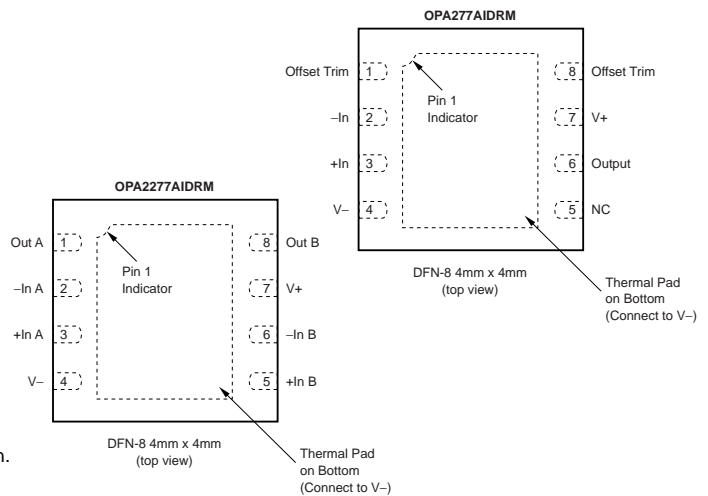 OPA277AIDRM
Offset Trim 1 8 Offset Trim
Pin 1
Indicator
–In 2 7 V+
+In 3 6 Output
V– 4 5 NC
DFN-8 4mm x 4mm
(top view)
Thermal Pad
on Bottom
(Connect to V–)
OPA2277AIDRM
Out A 1 8 Out B
Pin 1
Indicator
–In A 2 7 V+
+In A 3 6 –In B
V– 4 5 +In B
DFN-8 4mm x 4mm
(top view)
Thermal Pad
on Bottom
(Connect to V–)
n.